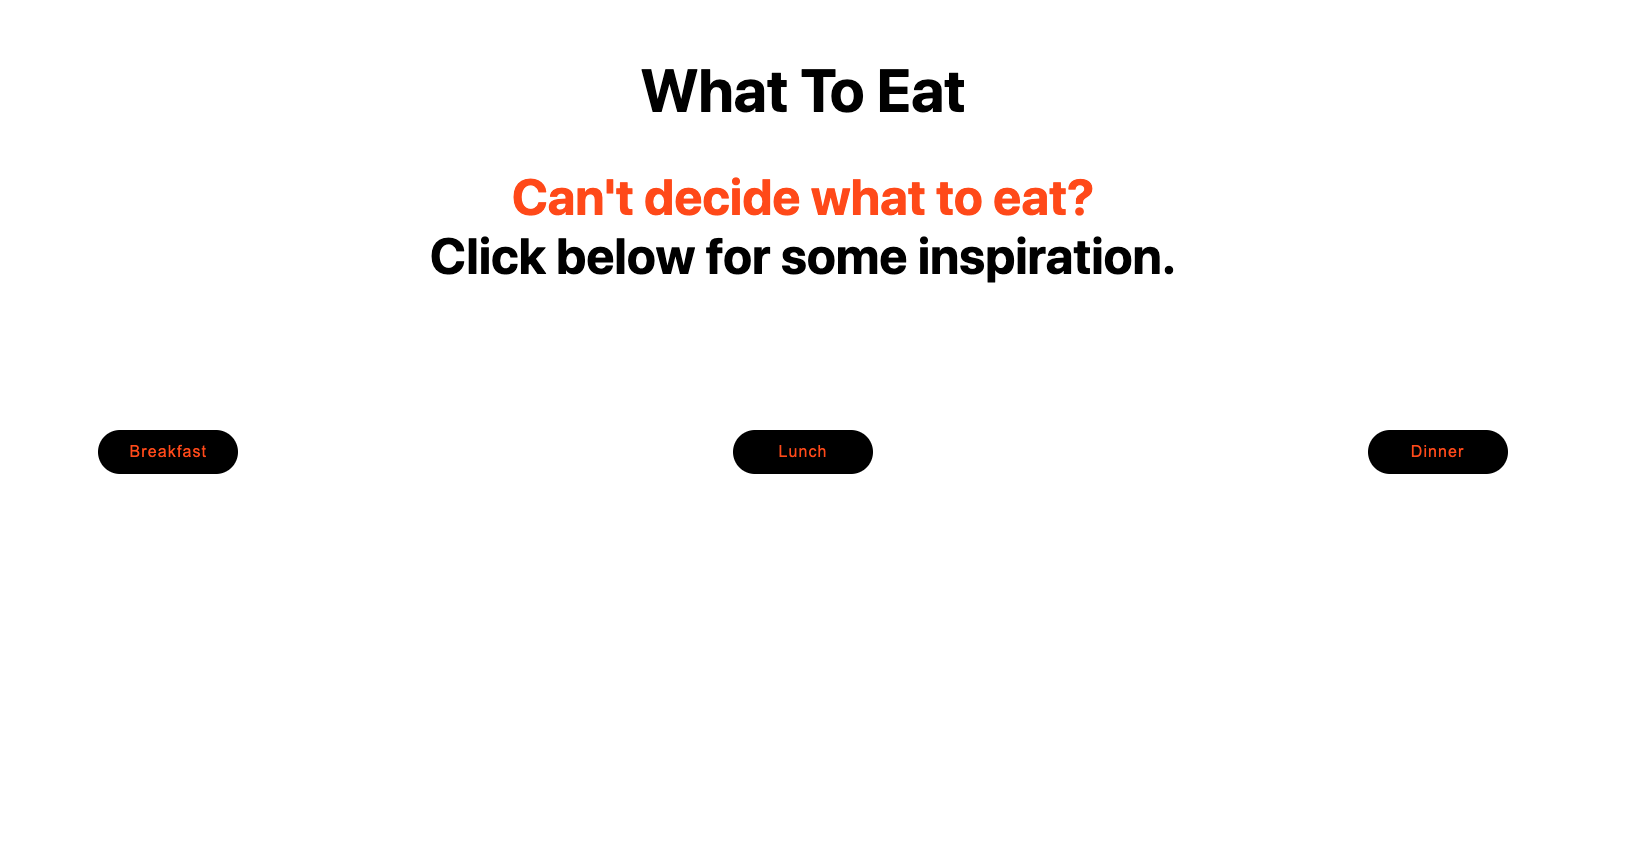 What To Eat
Can't decide what to eat?
Click below for some inspiration.
Breakfast
Lunch
Dinner